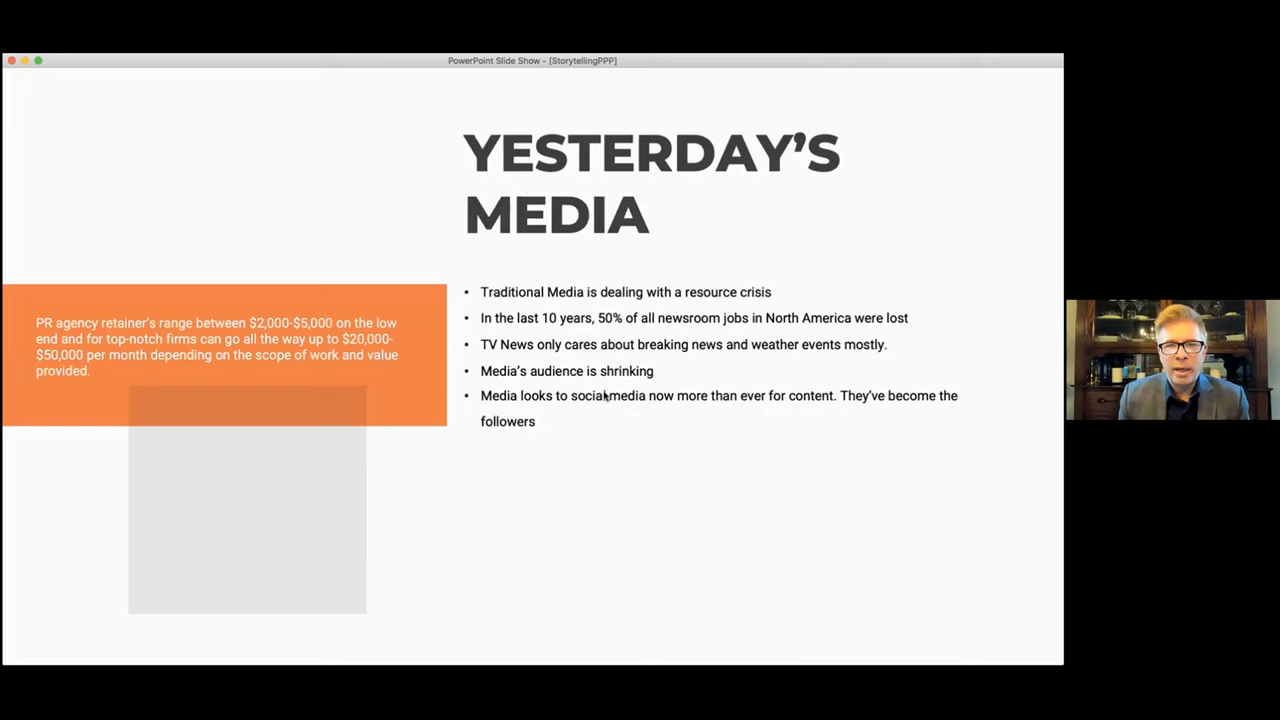 PowerPoint Slide Show - [StorytellingPPP]
YESTERDAY'S
MEDIA
PR agency retainer's range between $2,000-$5,000 on the low
end and for top-notch firms can go all the way up to $20,000-
$50,000 per month depending on the scope of work and value
provided.
• Traditional Media is dealing with a resource crisis
• In the last 10 years, 50% of all newsroom jobs in North America were lost
• TV News only cares about breaking news and weather events mostly.
• Media's audience is shrinking
• Media looks to social media now more than ever for content. They've become the
followers